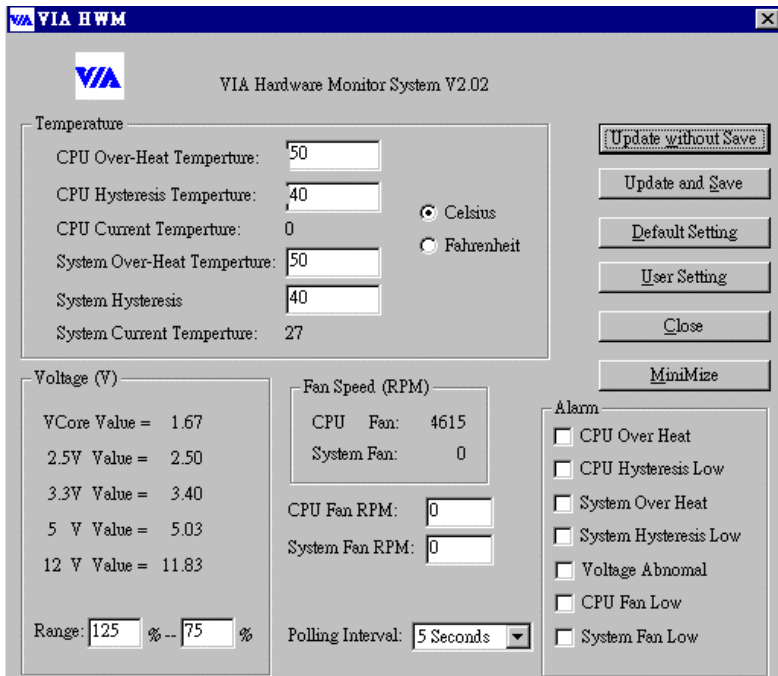 VIA VIA HWM
VIA
VIA Hardware Monitor System V2.02
Temperature
CPU Over-Heat Temperture: 50
CPU Hysteresis Temperture: 40
CPU Current Temperture: 0
System Over-Heat Temperture: 50
System Hysteresis 40
System Current Temperture: 27
Celsius
Fahrenheit
Update without Save
Update and Save
Default Setting
User Setting
Close
MiniMize
Voltage (V)
VCore Value = 1.67
2.5V Value = 2.50
3.3V Value = 3.40
5 V Value = 5.03
12 V Value = 11.83
Range: 125 % -- 75 %
Fan Speed (RPM)
CPU Fan: 4615
System Fan: 0
CPU Fan RPM: 0
System Fan RPM: 0
Polling Interval: 5 Seconds
Alarm
CPU Over Heat
CPU Hysteresis Low
System Over Heat
System Hysteresis Low
Voltage Abnomal
CPU Fan Low
System Fan Low